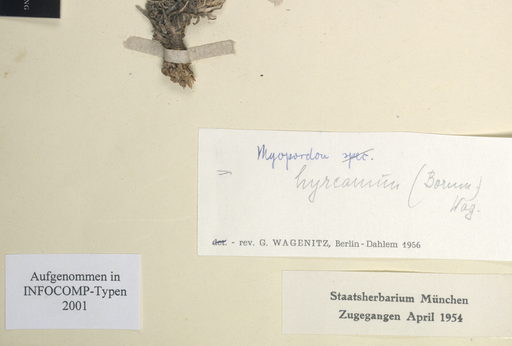 Myopordon spec.
hyrcanum (Bornm.)
Wag.
det. - rev. G. WAGENITZ, Berlin-Dahlem 1956
Aufgenommen in
INFOCOMP-Typen
2001
Staatsherbarium München
Zugegangen April 1954